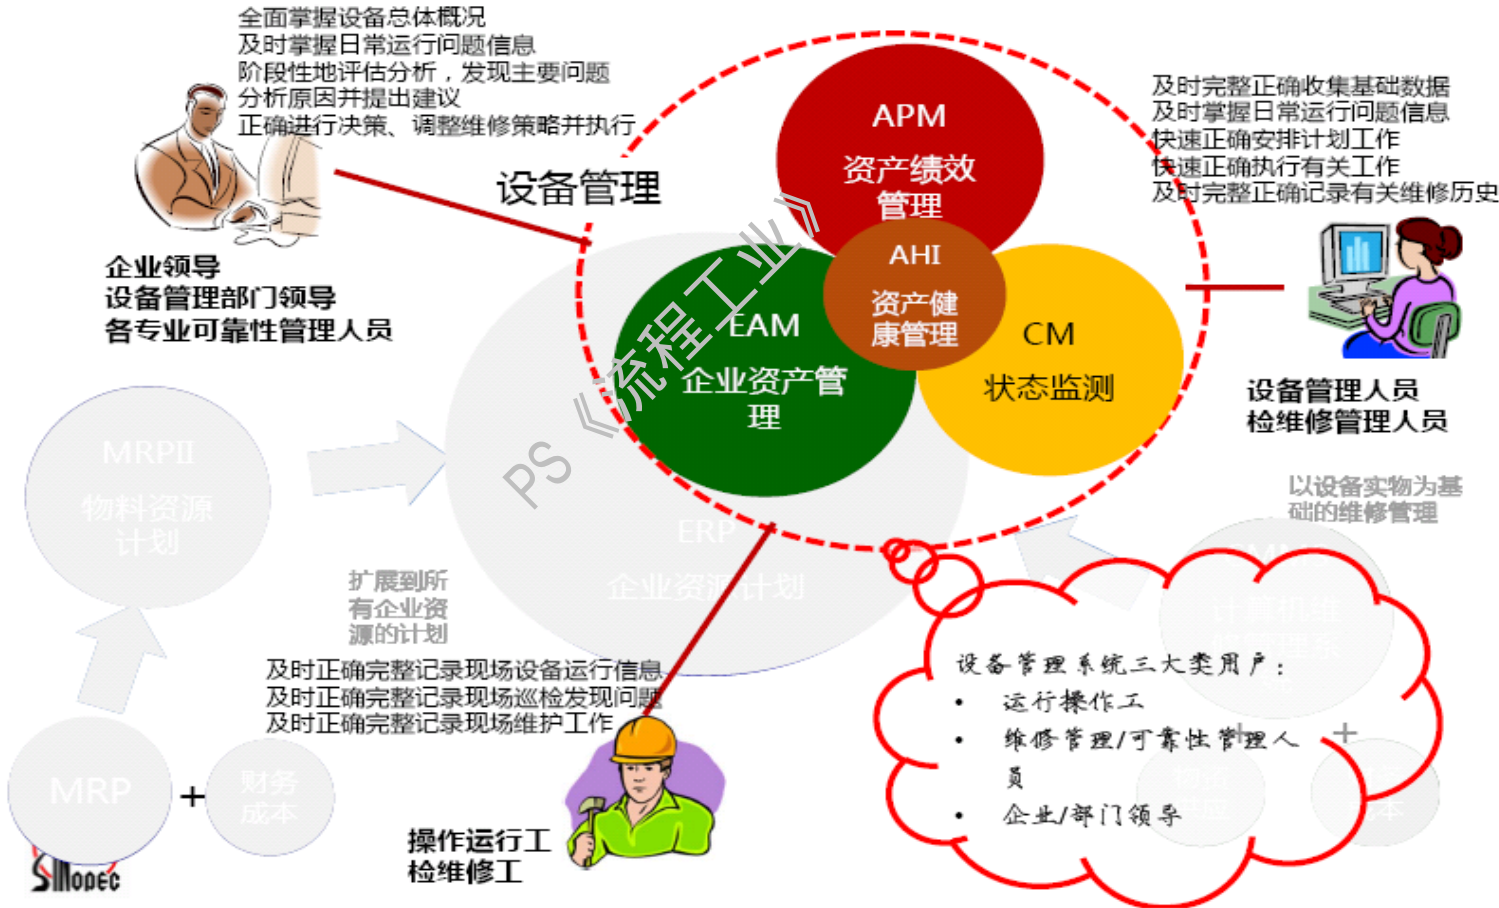 全面掌握设备总体概况
及时掌握日常运行问题信息
阶段性地评估分析，发现主要问题
分析原因并提出建议
正确进行决策、调整维修策略并执行
企业领导
设备管理部门领导
各专业可靠性管理人员
设备管理
APM
资产绩效
管理
AHI
资产健
康管理
EAM
企业资产管
理
CM
状态监测
及时完整正确收集基础数据
及时掌握日常运行问题信息
快速正确安排计划工作
快速正确执行有关工作
及时完整正确记录有关维修历史
设备管理人员
检维修管理人员
PS《流程工业》
MRPII
物料资源
计划
ERP
企业资源计划
扩展到所
有企业资
源的计划
以设备实物为基
础的维修管理
CMMS
计算机维
修管理系
及时正确完整记录现场设备运行信息
及时正确完整记录现场巡检发现问题
及时正确完整记录现场维护工作
操作运行工
检维修工
MRP
+
财务
成本
设备管理系统三大类用户：
• 运行操作工
• 维修管理/可靠性管理人
员
• 企业/部门领导
+
+
物资
供应
成本
SINOPEC